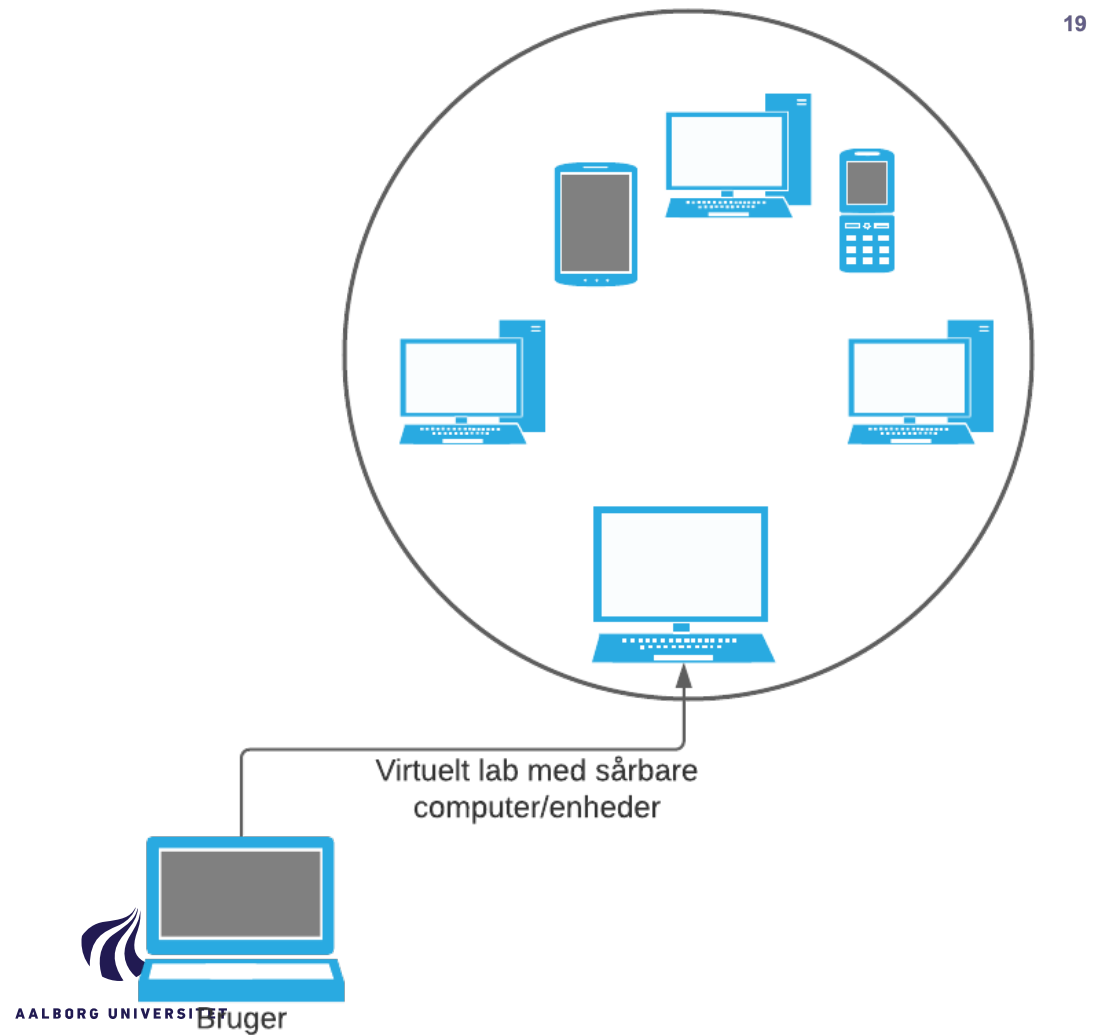 19
Virtuelt lab med sårbare
computer/enheder
AALBORG UNIVERSITET
Bruger